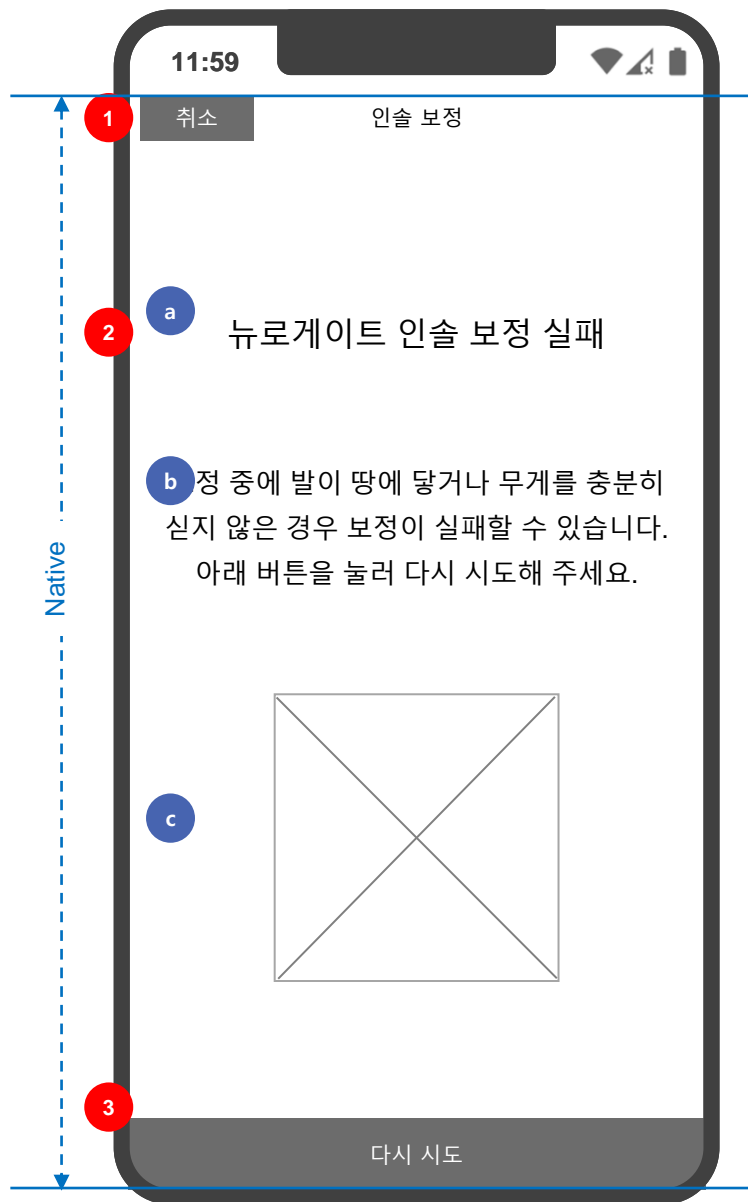 11:59
1
취소
인솔 보정
a
2
뉴로게이트 인솔 보정 실패
b
정 중에 발이 땅에 닿거나 무게를 충분히
싣지 않은 경우 보정이 실패할 수 있습니다.
아래 버튼을 눌러 다시 시도해 주세요.
Native
c
3
다시 시도